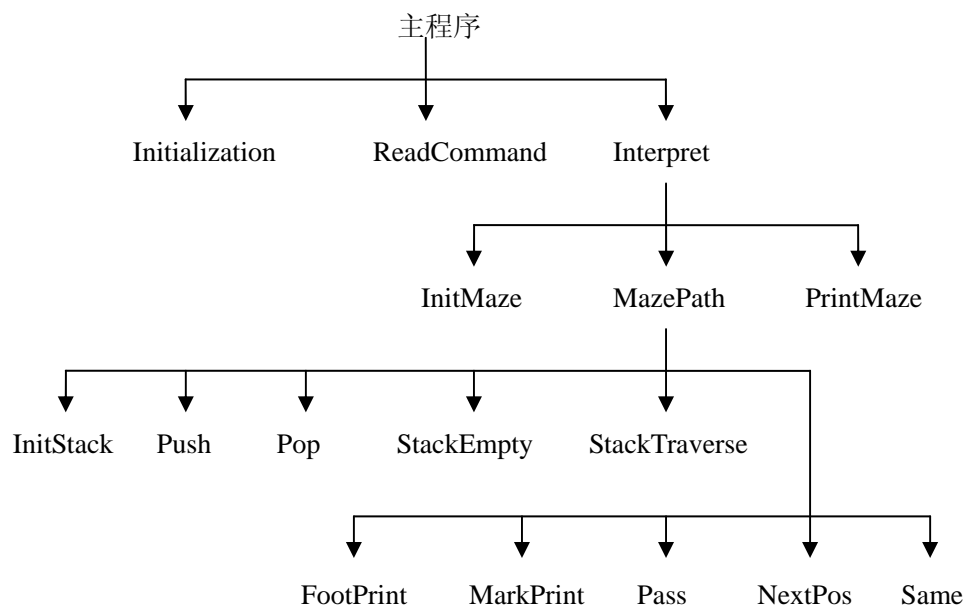 主程序
Initialization ReadCommand Interpret
InitMaze MazePath PrintMaze
InitStack Push Pop StackEmpty StackTraverse
FootPrint MarkPrint Pass NextPos Same